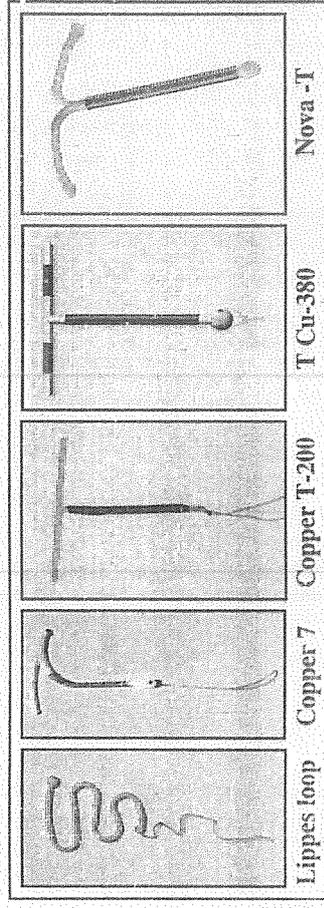 Lippes loop
Copper 7
Copper T-200
T Cu-380
Nova -T